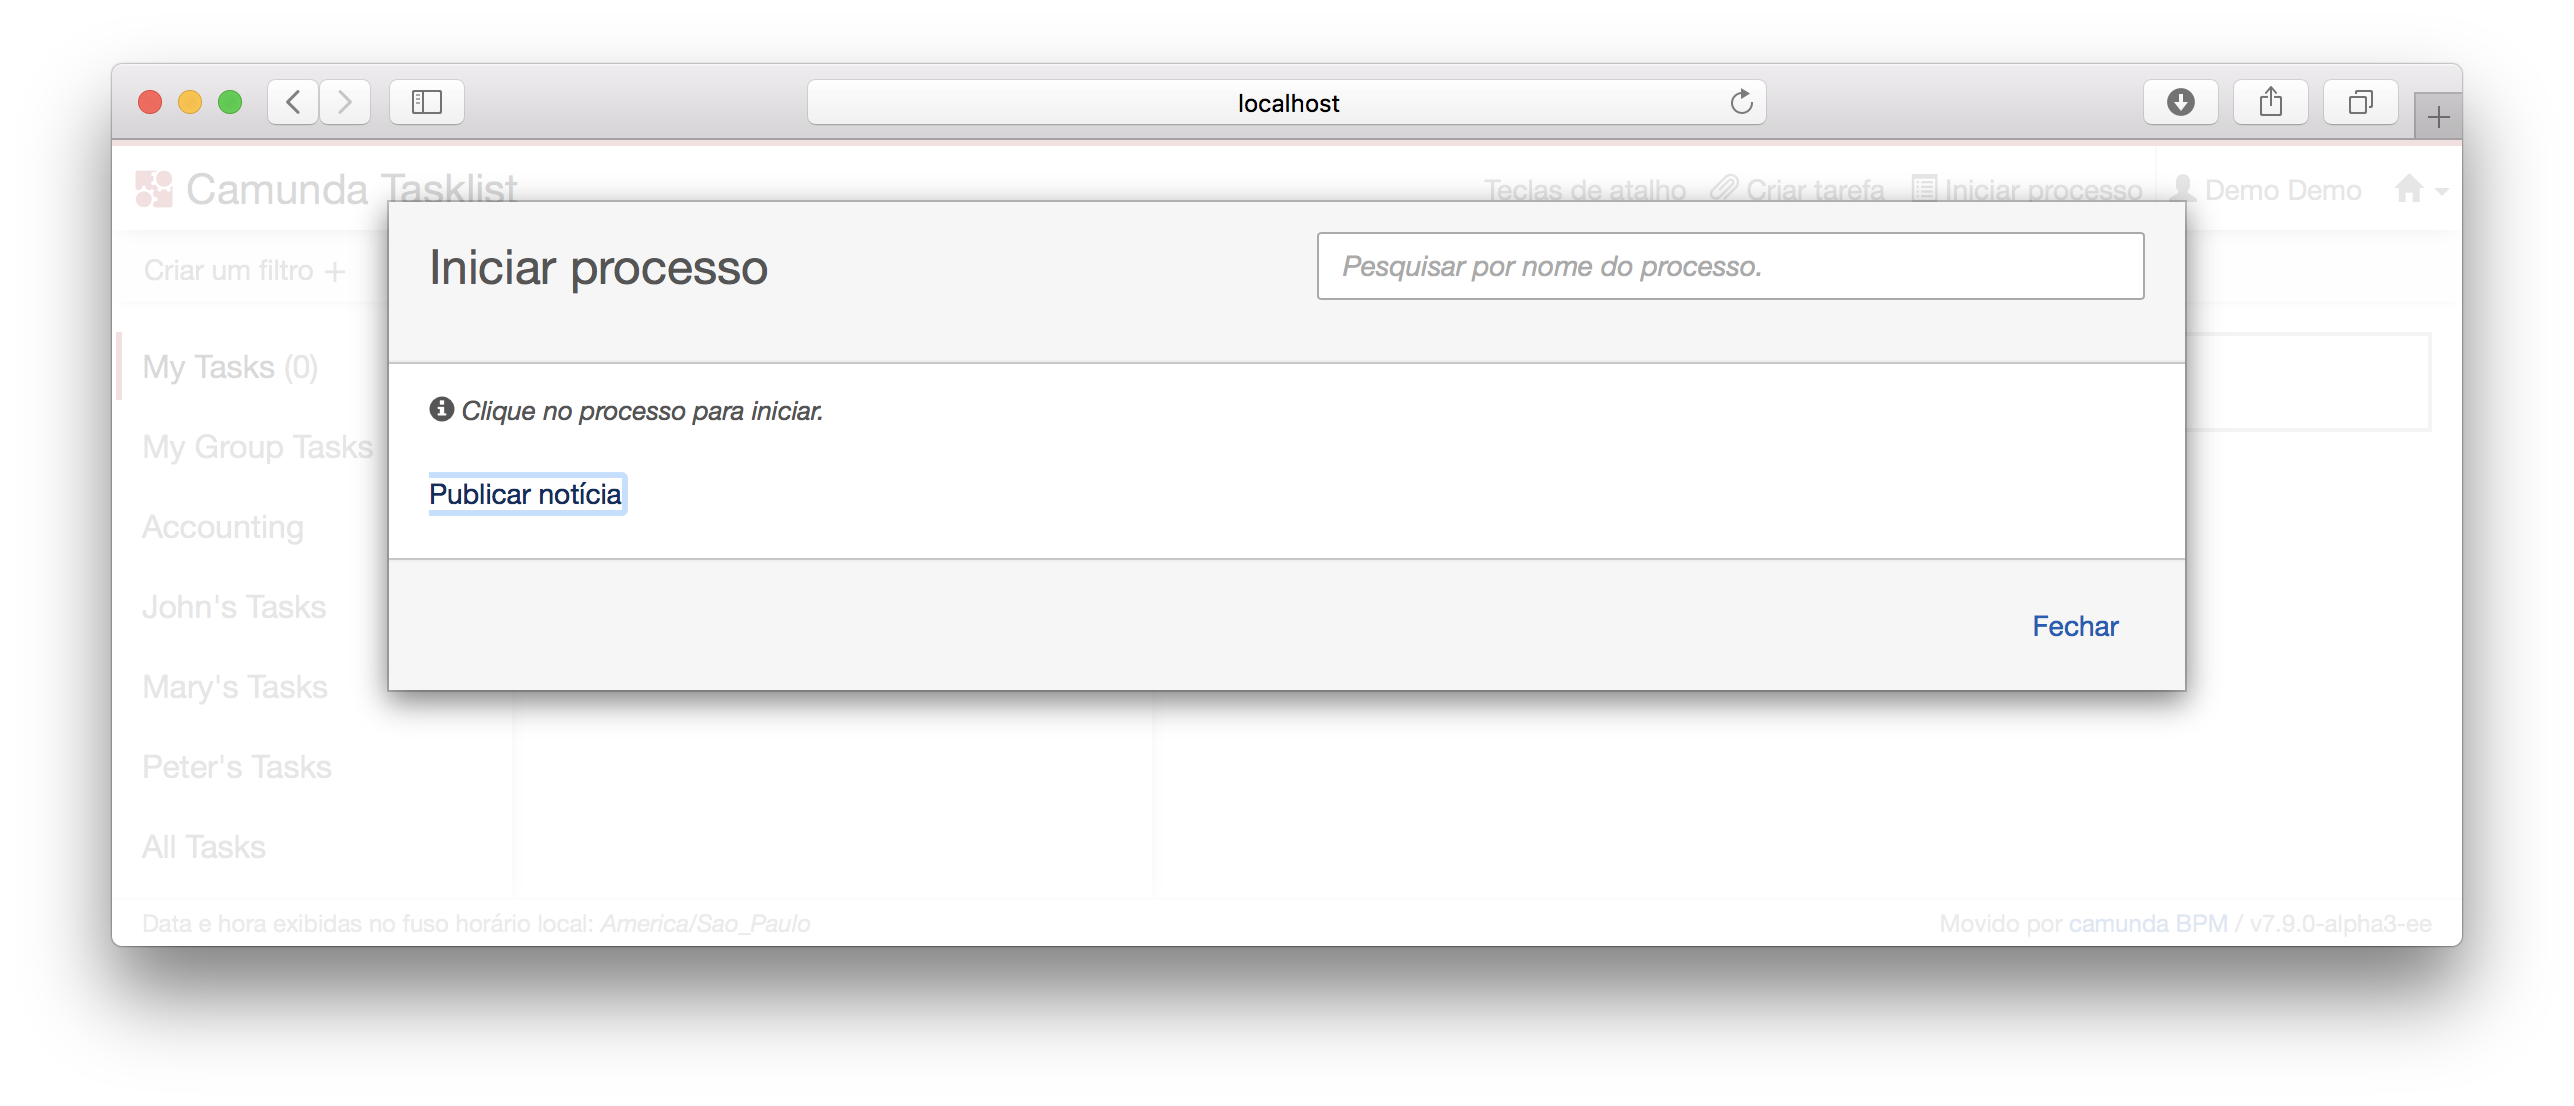 localhost
Camunda Tasklist
Teclas de atalho Criar tarefa Iniciar processo Demo Demo
Criar um filtro +
Iniciar processo
Pesquisar por nome do processo.
My Tasks (0)
Clique no processo para iniciar.
My Group Tasks
Publicar notícia
Accounting
John's Tasks
Fechar
Mary's Tasks
Peter's Tasks
All Tasks
Data e hora exibidas no fuso horário local: America/Sao_Paulo
Movido por camunda BPM / v7.9.0-alpha3-ee